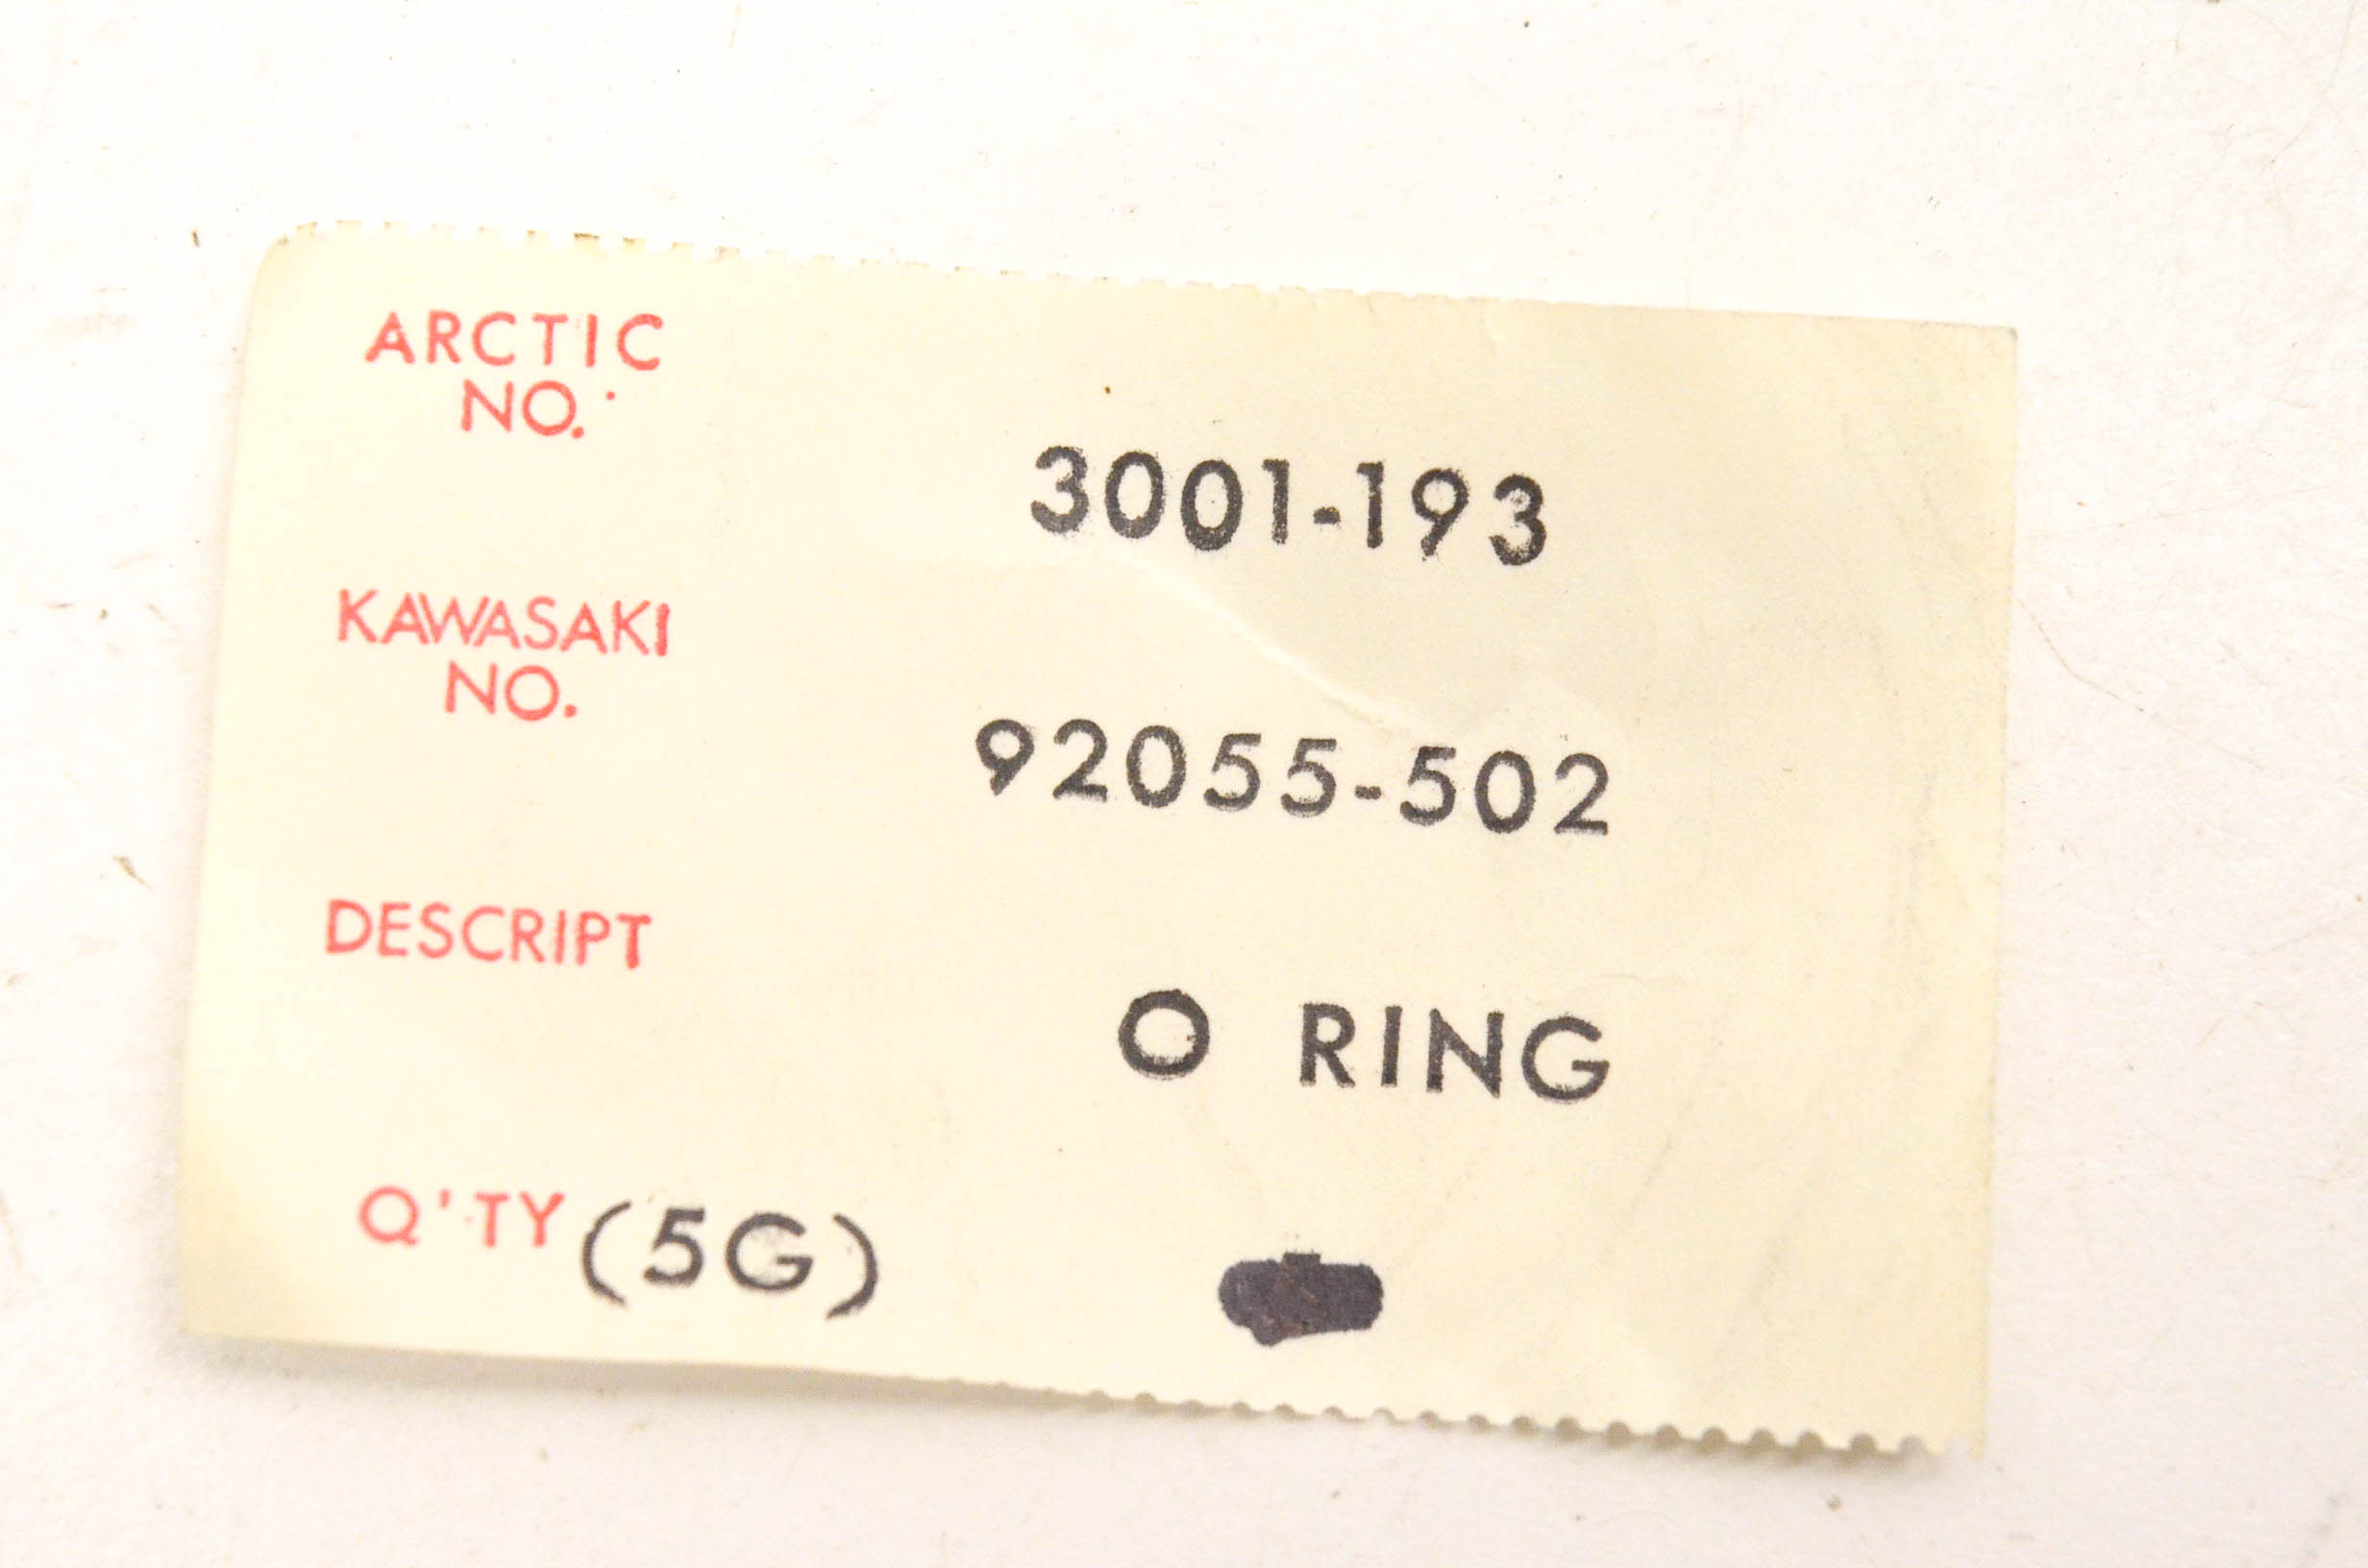 ARCTIC
NO.
3001-193
KAWASAKI
NO.
92055-502
DESCRIPT
O RING
Q'TY (5G)